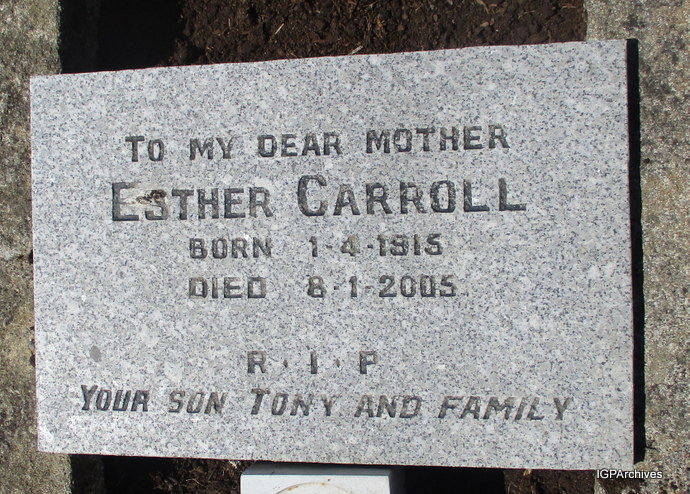 TO MY DEAR MOTHER
ESTHER CARROLL
BORN 1-4-1915
DIED 8-1-2005
R · I · P
YOUR SON TONY AND FAMILY
IGPArchives